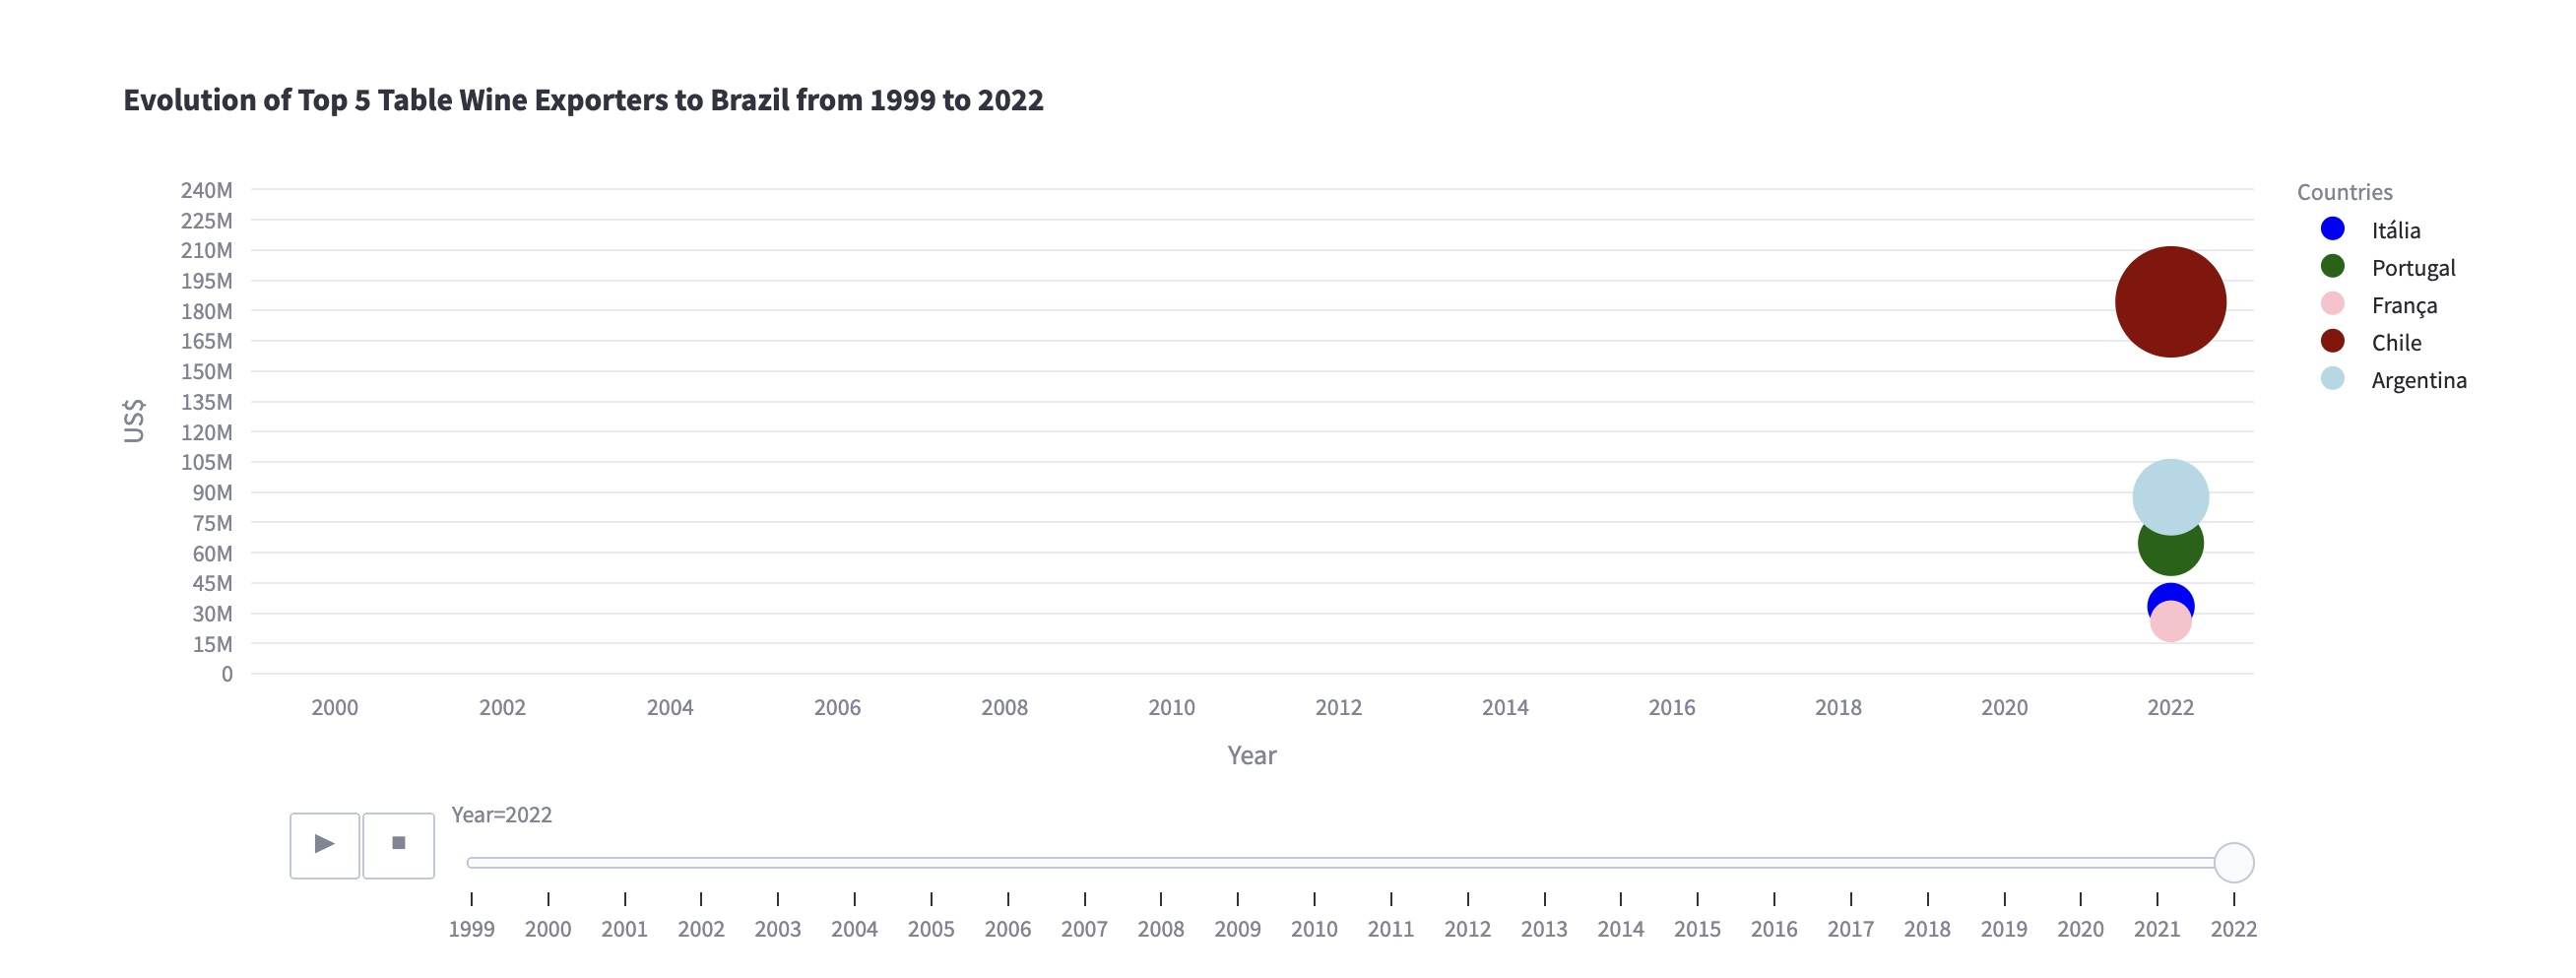 Evolution of Top 5 Table Wine Exporters to Brazil from 1999 to 2022
240M
225M
210M
195M
180M
165M
150M
135M
120M
105M
90M
75M
60M
45M
30M
15M
0
US$
2000 2002 2004 2006 2008 2010 2012 2014 2016 2018 2020 2022
Year
Countries
Itália
Portugal
França
Chile
Argentina
Year=2022
1999 2000 2001 2002 2003 2004 2005 2006 2007 2008 2009 2010 2011 2012 2013 2014 2015 2016 2017 2018 2019 2020 2021 2022